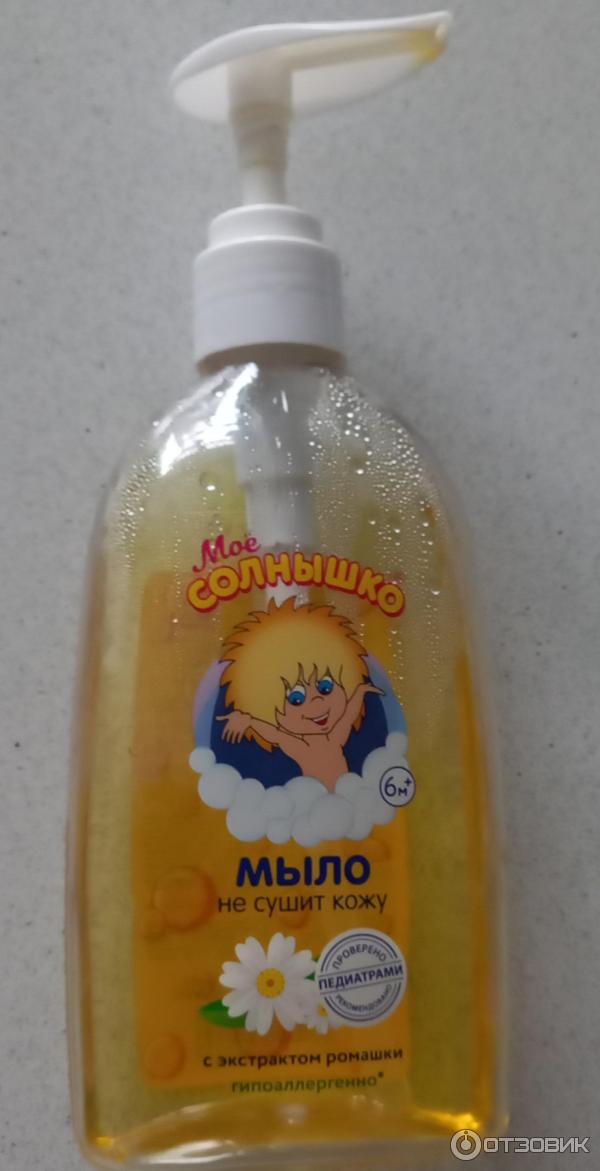 Моё
СОЛНЫШКО
6м+
МЫЛО
не сушит кожу
ПРОВЕРЕНО
ПЕДИАТРАМИ
РЕКОМЕНДОВАНО
с экстрактом ромашки
гипоаллергенно*
ОТЗОВИК